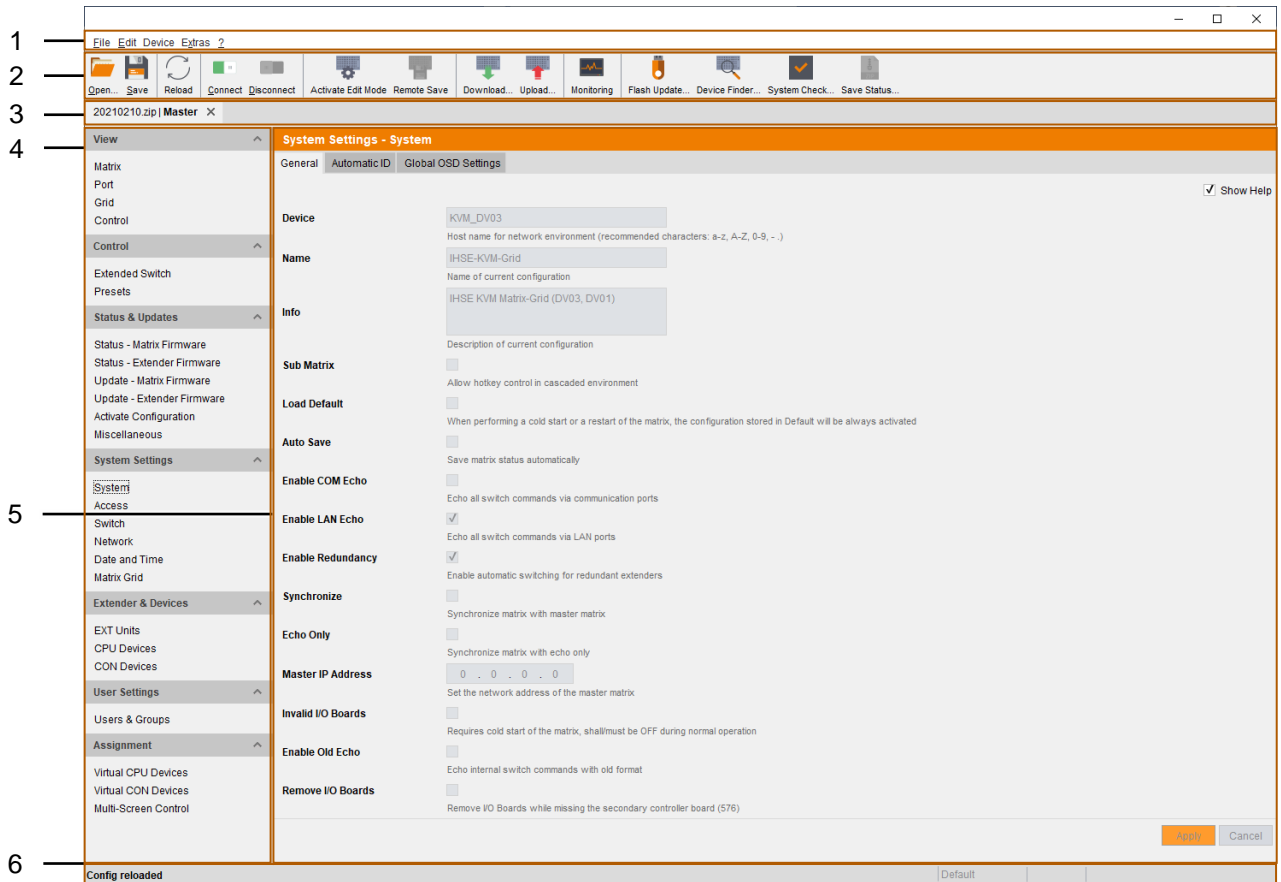 1
File Edit Device Extras ?
2
Open... Save Reload Connect Disconnect Activate Edit Mode Remote Save Download... Upload... Monitoring Flash Update... Device Finder... System Check... Save Status...
3
20210210.zip | Master
4
View
Matrix
Port
Grid
Control
Control
Extended Switch
Presets
Status & Updates
Status - Matrix Firmware
Status - Extender Firmware
Update - Matrix Firmware
Update - Extender Firmware
Activate Configuration
Miscellaneous
System Settings
System
Access
Switch
Network
Date and Time
Matrix Grid
Extender & Devices
EXT Units
CPU Devices
CON Devices
User Settings
Users & Groups
Assignment
Virtual CPU Devices
Virtual CON Devices
Multi-Screen Control
5
System Settings - System
General Automatic ID Global OSD Settings
Show Help
Device KVM_DV03
Host name for network environment (recommended characters: a-z, A-Z, 0-9, - .)
Name IHSE-KVM-Grid
Name of current configuration
Info IHSE KVM Matrix-Grid (DV03, DV01)
Description of current configuration
Sub Matrix
Allow hotkey control in cascaded environment
Load Default
When performing a cold start or a restart of the matrix, the configuration stored in Default will be always activated
Auto Save
Save matrix status automatically
Enable COM Echo
Echo all switch commands via communication ports
Enable LAN Echo
Echo all switch commands via LAN ports
Enable Redundancy
Enable automatic switching for redundant extenders
Synchronize
Synchronize matrix with master matrix
Echo Only
Synchronize matrix with echo only
Master IP Address 0 . 0 . 0 . 0
Set the network address of the master matrix
Invalid I/O Boards
Requires cold start of the matrix, shall/must be OFF during normal operation
Enable Old Echo
Echo internal switch commands with old format
Remove I/O Boards
Remove I/O Boards while missing the secondary controller board (576)
Apply Cancel
6
Config reloaded Default